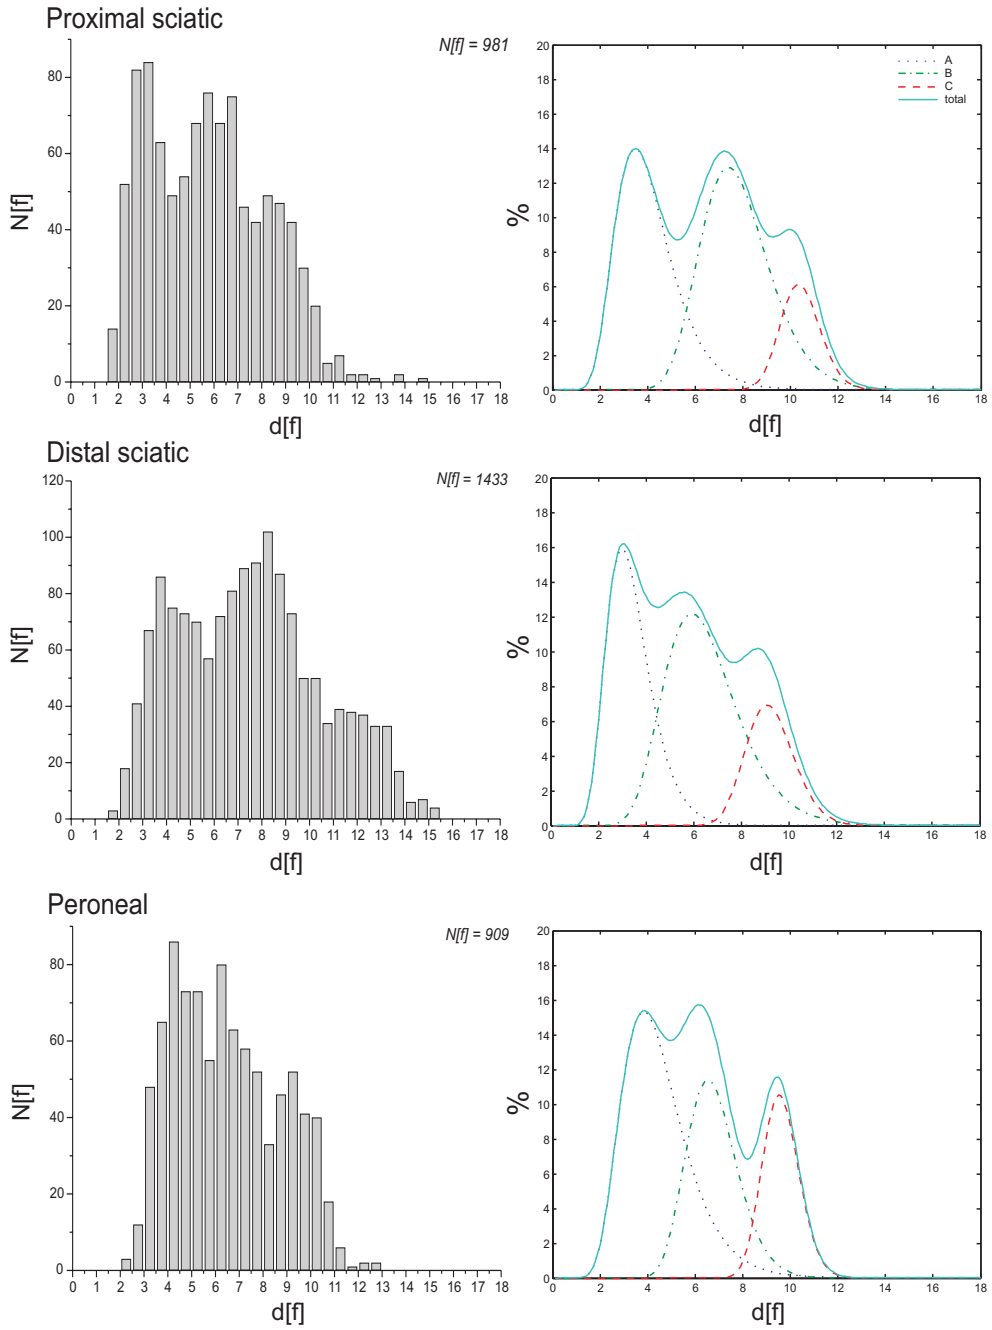 Proximal sciatic
N[f] = 981
80
60
40
20
0
N[f]
0 1 2 3 4 5 6 7 8 9 10 11 12 13 14 15 16 17 18
d[f]
20
18
16
14
12
10
8
6
4
2
0
%
0 2 4 6 8 10 12 14 16 18
d[f]
A
B
C
total
Distal sciatic
N[f] = 1433
120
100
80
60
40
20
0
N[f]
0 1 2 3 4 5 6 7 8 9 10 11 12 13 14 15 16 17 18
d[f]
20
18
16
14
12
10
8
6
4
2
0
%
0 2 4 6 8 10 12 14 16 18
d[f]
Peroneal
N[f] = 909
80
60
40
20
0
N[f]
0 1 2 3 4 5 6 7 8 9 10 11 12 13 14 15 16 17 18
d[f]
20
18
16
14
12
10
8
6
4
2
0
%
0 2 4 6 8 10 12 14 16 18
d[f]